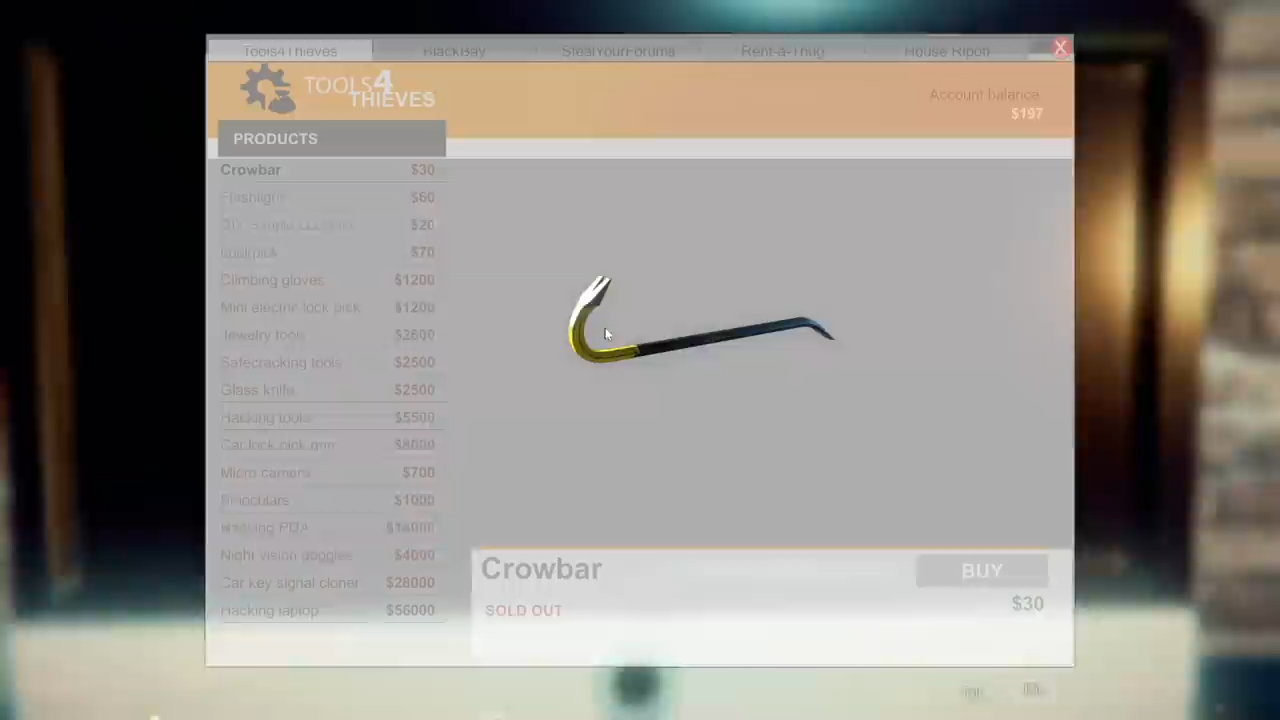 Tools4Thieves
BlackBay
StealYourForums
Rent-a-Thug
House Ripoff
X
TOOLS4
THIEVES
Account balance
$197
PRODUCTS
Crowbar $30
Flashlight $60
$20
Lockpick $70
Climbing gloves $1200
Mini electric lock pick $1200
Jewelry tools $2600
Safecracking tools $2500
Glass knife $2500
Hacking tools $5500
Car lock pick gun $8000
Micro camera $700
Binoculars $1000
Hacking PDA
Night vision goggles $4000
Car key signal cloner $28000
Hacking laptop $56000
Crowbar
BUY
SOLD OUT
$30